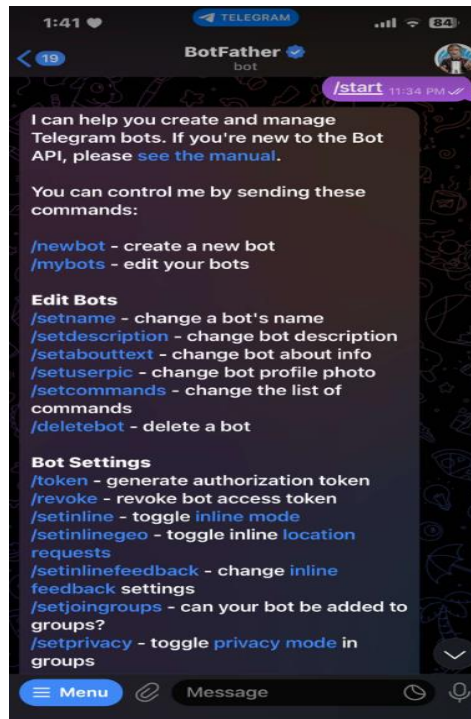 1:41
TELEGRAM
84
19
BotFather
bot
/start 11:34 PM
I can help you create and manage
Telegram bots. If you're new to the Bot
API, please see the manual.
You can control me by sending these
commands:
/newbot - create a new bot
/mybots - edit your bots
Edit Bots
/setname - change a bot's name
/setdescription - change bot description
/setabouttext - change bot about info
/setuserpic - change bot profile photo
/setcommands - change the list of
commands
/deletebot - delete a bot
Bot Settings
/token - generate authorization token
/revoke - revoke bot access token
/setinline - toggle inline mode
/setinlinegeo - toggle inline location
requests
/setinlinefeedback - change inline
feedback settings
/setjoingroups - can your bot be added to
groups?
/setprivacy - toggle privacy mode in
groups
Menu
Message